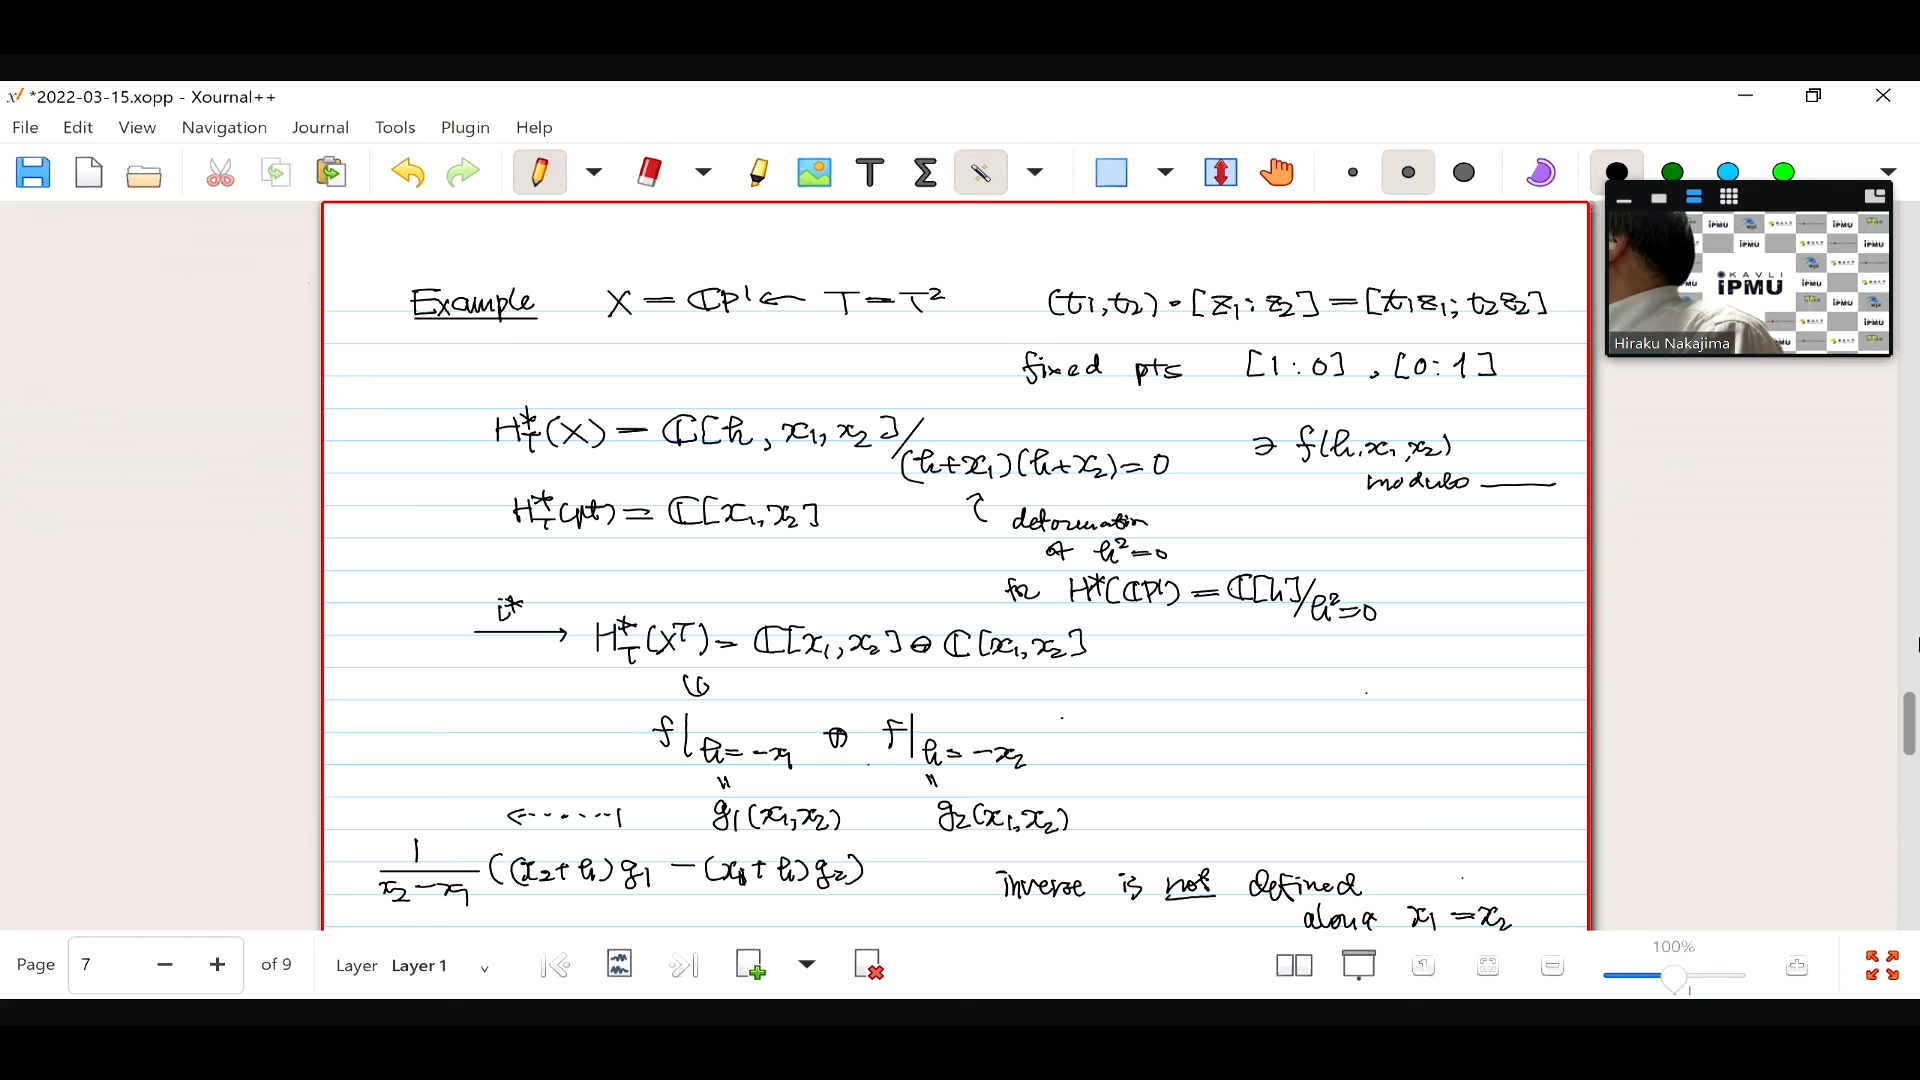 *2022-03-15.xopp - Xournal++
File Edit View Navigation Journal Tools Plugin Help
Example X = ℂP¹ ← T = T² (t1, t2) · [z1 : z2] = [t1z1 ; t2z2]
fixed pts [1 : 0] , [0 : 1]
H*_T(X) = ℂ[h, x1, x2] / (h+x1)(h+x2) = 0 ∋ f(h, x1, x2)
modulo ———
H*_T(pt) = ℂ[x1, x2]
deformation
of h² = 0
for H*(ℂP¹) = ℂ[h]/h²=0
i*
→ H*_T(X^T) = ℂ[x1, x2] ⊕ ℂ[x1, x2]
f|h=-x1 ⊕ f|h=-x2
" "
←······| g1(x1, x2) g2(x1, x2)
1/(x2 - x1) ((x2 + h) g1 - (x1 + h) g2)
inverse is not defined
along x1 = x2
KAVLI
iPMU
Hiraku Nakajima
Page 7 of 9 Layer Layer 1
100%